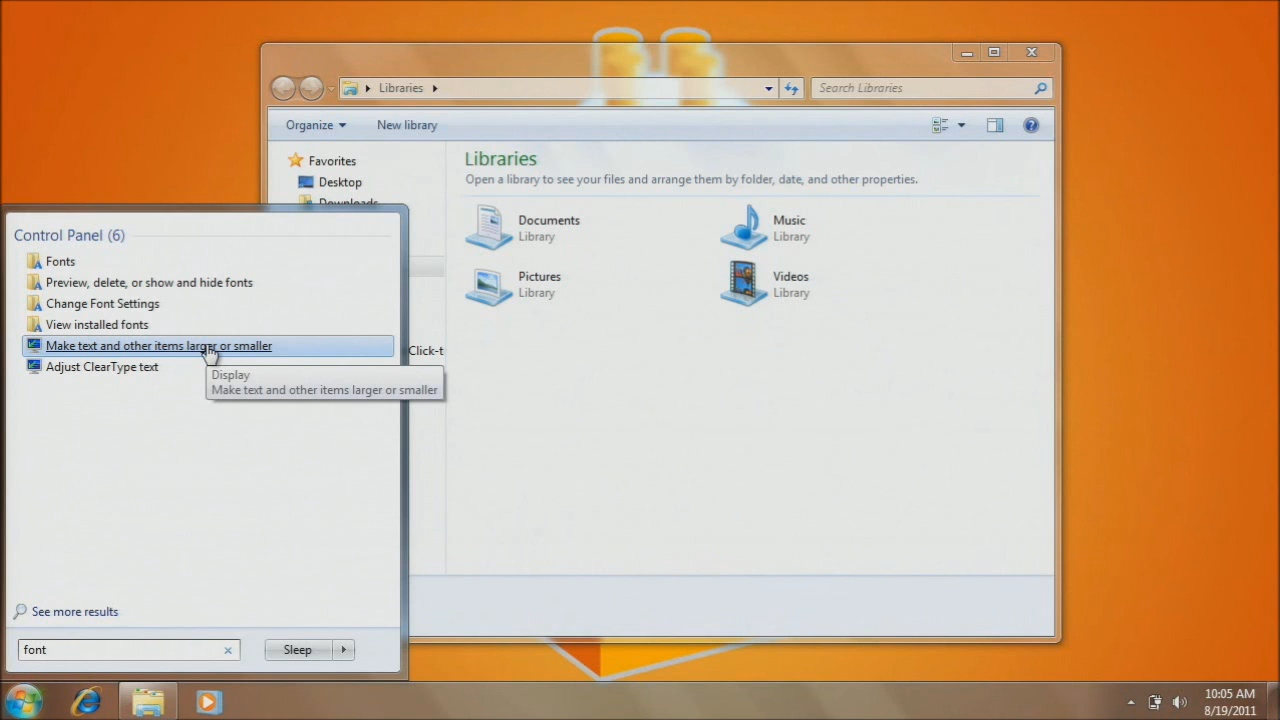 Libraries
Search Libraries
Organize
New library
Favorites
Desktop
Downloads
Libraries
Open a library to see your files and arrange them by folder, date, and other properties.
Documents
Library
Music
Library
Pictures
Library
Videos
Library
Control Panel (6)
Fonts
Preview, delete, or show and hide fonts
Change Font Settings
View installed fonts
Make text and other items larger or smaller
Adjust ClearType text
Click-t
Display
Make text and other items larger or smaller
See more results
font
Sleep
10:05 AM
8/19/2011